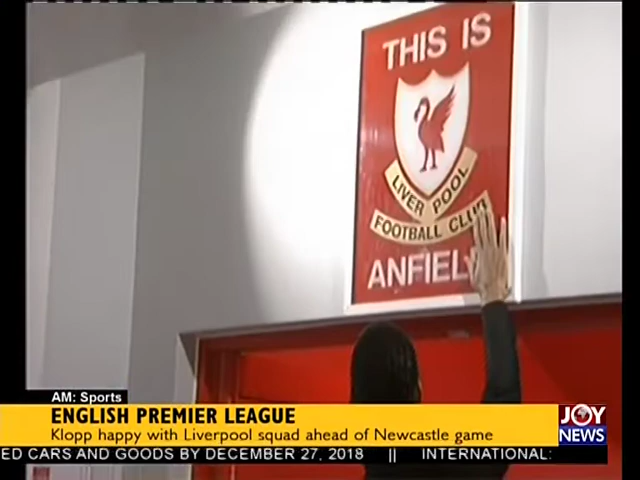 THIS IS
LIVER POOL
FOOTBALL CLUB
ANFIEL
AM: Sports
ENGLISH PREMIER LEAGUE
Klopp happy with Liverpool squad ahead of Newcastle game
JOY
NEWS
ED CARS AND GOODS BY DECEMBER 27, 2018 || INTERNATIONAL: